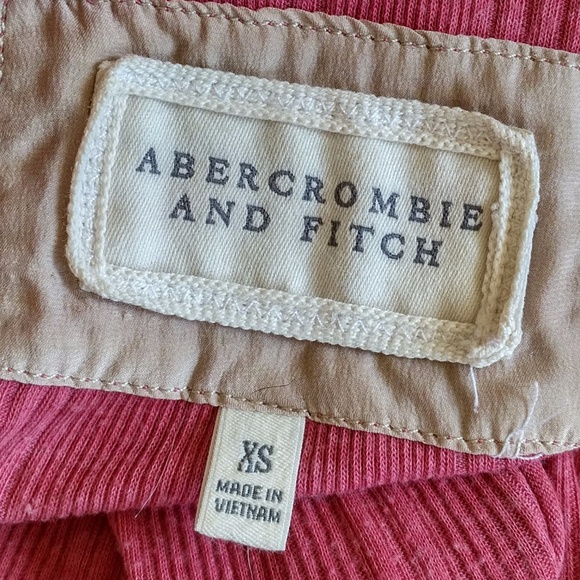 ABERCROMBIE
AND FITCH
XS
MADE IN
VIETNAM